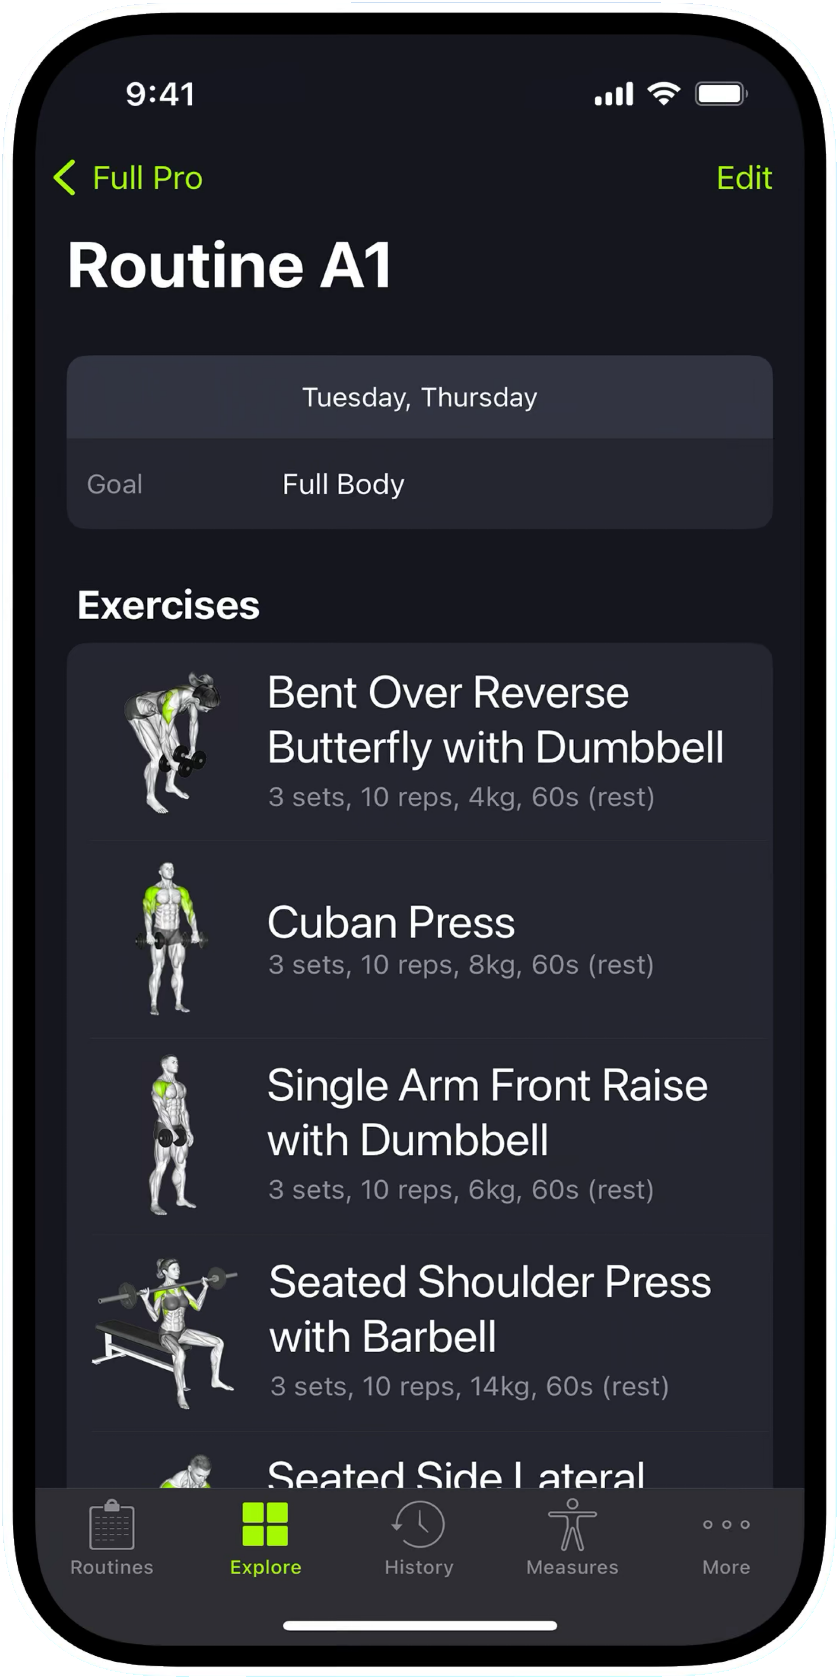 9:41
Full Pro
Edit
Routine A1
Tuesday, Thursday
Goal
Full Body
Exercises
Bent Over Reverse
Butterfly with Dumbbell
3 sets, 10 reps, 4kg, 60s (rest)
Cuban Press
3 sets, 10 reps, 8kg, 60s (rest)
Single Arm Front Raise
with Dumbbell
3 sets, 10 reps, 6kg, 60s (rest)
Seated Shoulder Press
with Barbell
3 sets, 10 reps, 14kg, 60s (rest)
Seated Side Lateral
Routines
Explore
History
Measures
More